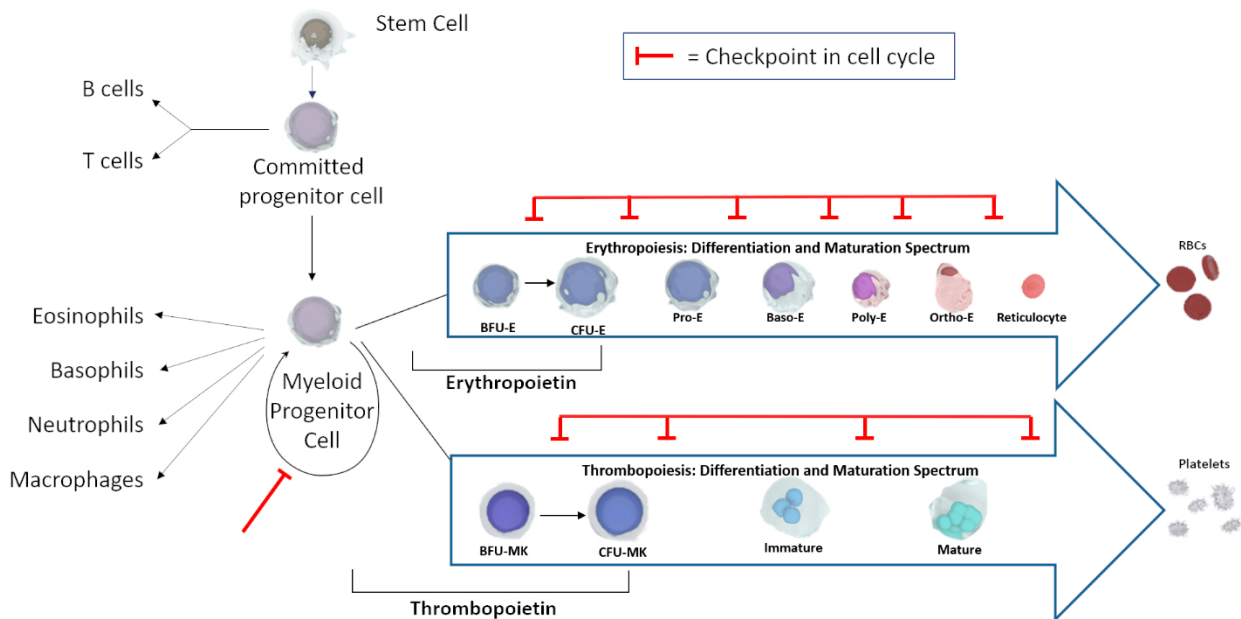 Stem Cell
= Checkpoint in cell cycle
B cells
T cells
Committed
progenitor cell
Erythropoiesis: Differentiation and Maturation Spectrum
RBCs
BFU-E
CFU-E
Pro-E
Baso-E
Poly-E
Ortho-E
Reticulocyte
Erythropoietin
Eosinophils
Basophils
Neutrophils
Macrophages
Myeloid
Progenitor
Cell
Thrombopoiesis: Differentiation and Maturation Spectrum
Platelets
BFU-MK
CFU-MK
Immature
Mature
Thrombopoietin